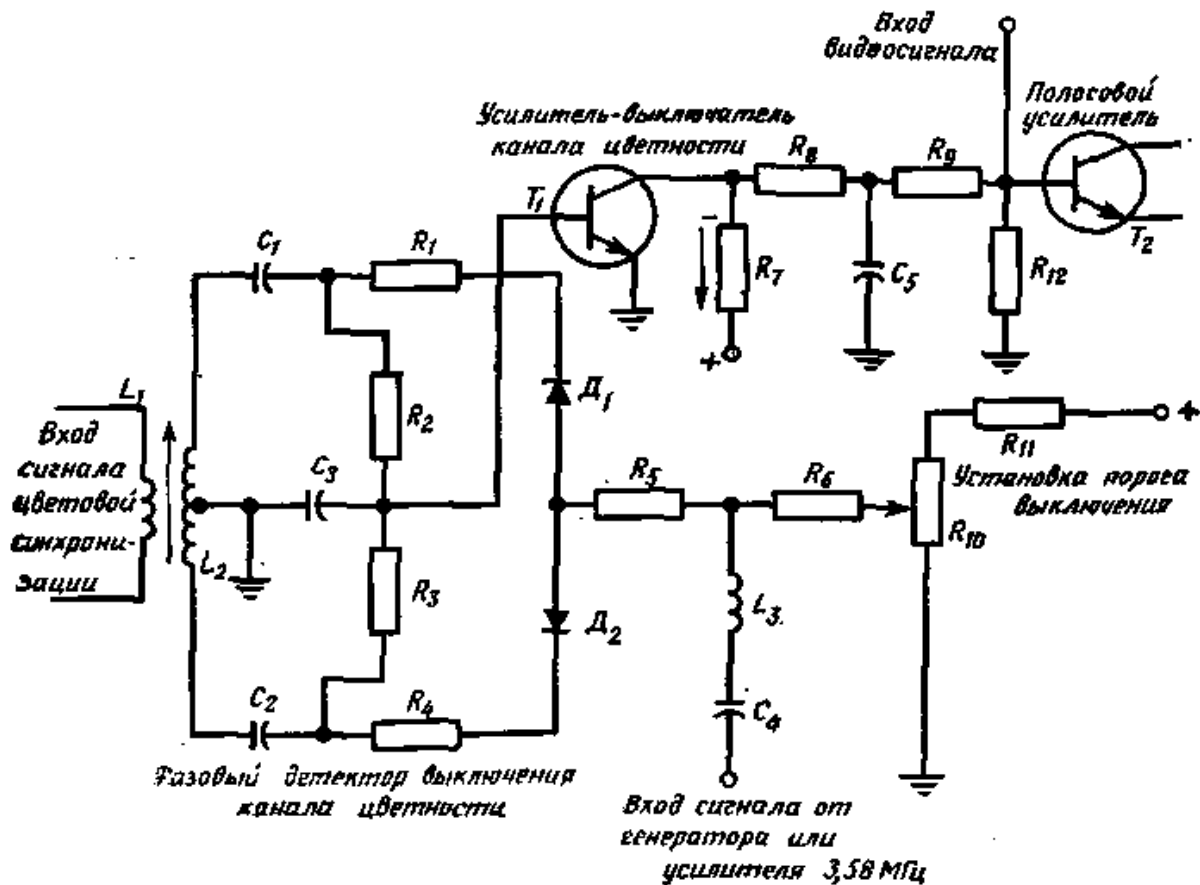 Вход
видеосигнала
Полосовой
усилитель
Усилитель-выключатель
канала цветности
R8
R9
T1
T2
C1
R1
R7
C5
R12
+
L1
R2
Д1
R11
+
Вход
сигнала
цветовой
синхрони-
зации
C3
R5
R6
Установка порога
выключения
R10
L2
R3
Д2
L3
C2
R4
C4
Фазовый детектор выключения
канала цветности
Вход сигнала от
генератора или
усилителя 3,58 МГц